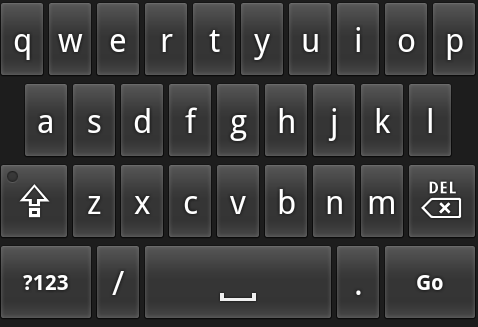 q w e r t y u i o p
a s d f g h j k l
z x c v b n m DEL
?123 / . Go